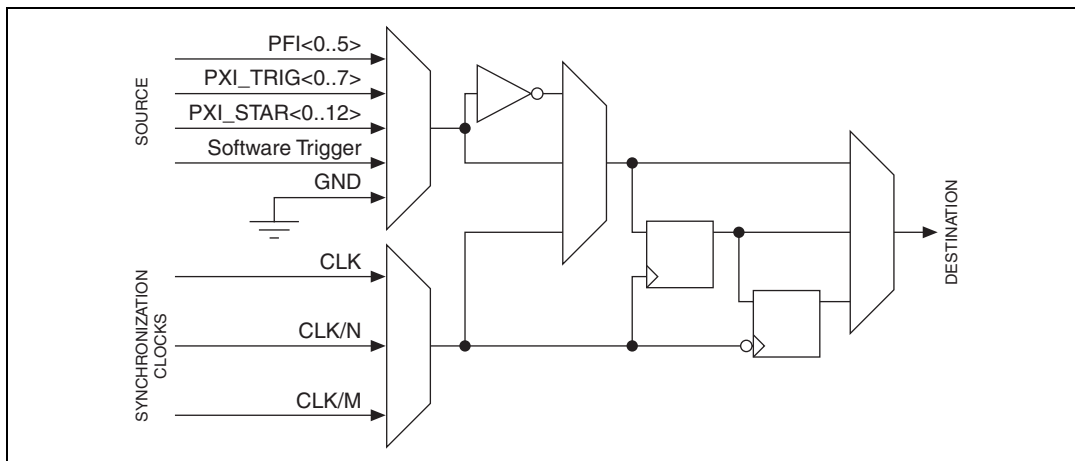 SOURCE
PFI<0..5>
PXI_TRIG<0..7>
PXI_STAR<0..12>
Software Trigger
GND
SYNCHRONIZATION
CLOCKS
CLK
CLK/N
CLK/M
DESTINATION